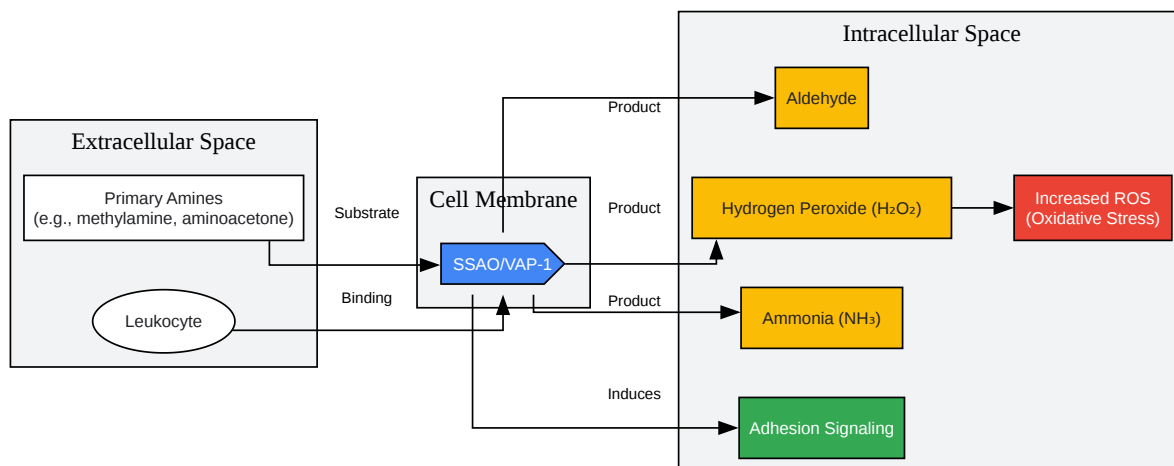 Intracellular Space
Aldehyde
Product
Extracellular Space
Primary Amines
(e.g., methylamine, aminoacetone)
Substrate
Cell Membrane
Product
Hydrogen Peroxide (H₂O₂)
Increased ROS
(Oxidative Stress)
SSAO/VAP-1
Binding
Product
Leukocyte
Ammonia (NH₃)
Induces
Adhesion Signaling